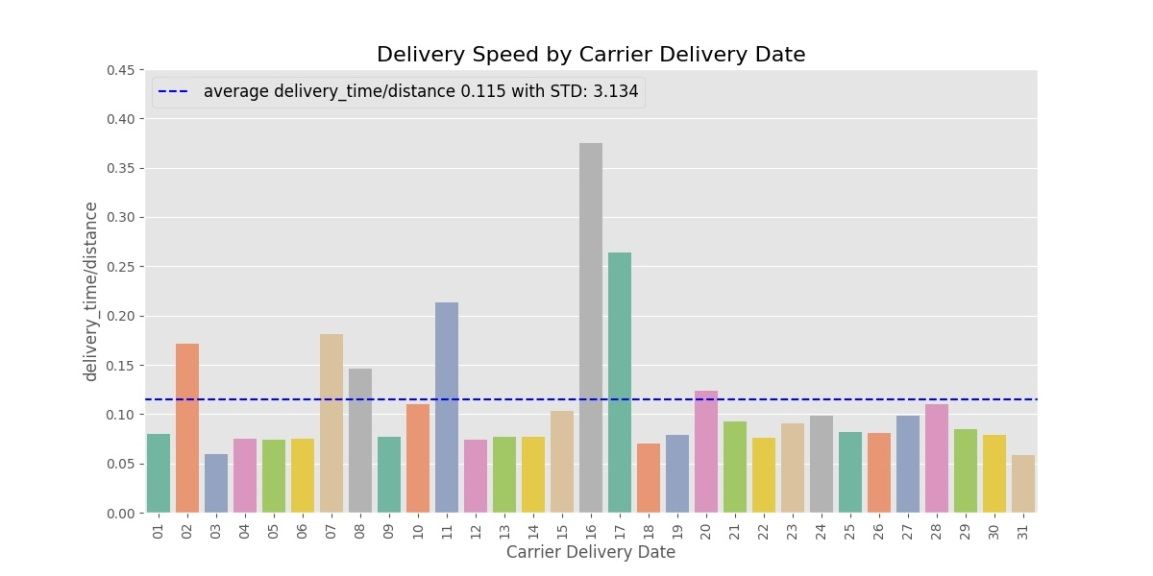 Delivery Speed by Carrier Delivery Date
average delivery_time/distance 0.115 with STD: 3.134
delivery_time/distance
0.45
0.40
0.35
0.30
0.25
0.20
0.15
0.10
0.05
0.00
01 02 03 04 05 06 07 08 09 10 11 12 13 14 15 16 17 18 19 20 21 22 23 24 25 26 27 28 29 30 31
Carrier Delivery Date